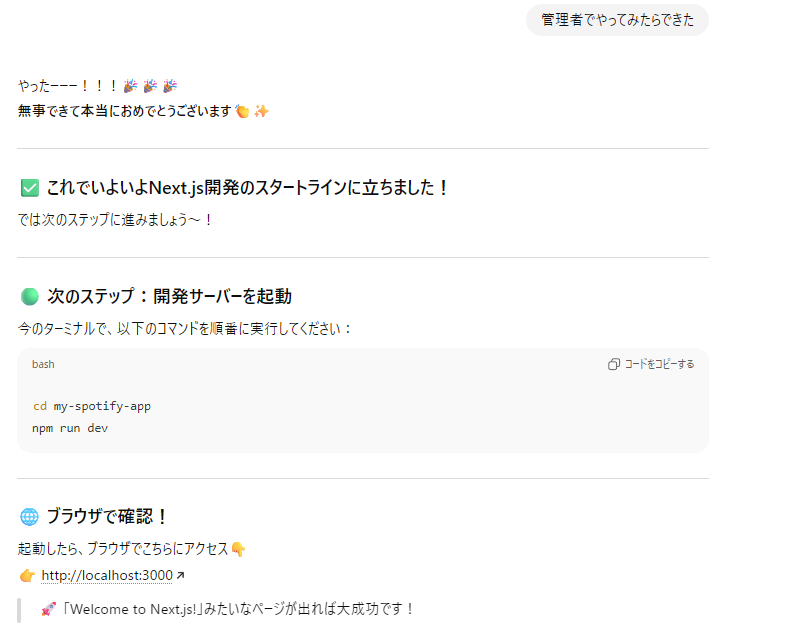 管理者でやってみたらできた
やったーーー！！！🎉 🎉 🎉
無事できて本当におめでとうございます👏✨
✅ これでいよいよNext.js開発のスタートラインに立ちました！
では次のステップに進みましょう〜！
🟢 次のステップ：開発サーバーを起動
今のターミナルで、以下のコマンドを順番に実行してください：
bash
コードをコピーする
cd my-spotify-app
npm run dev
🌐 ブラウザで確認！
起動したら、ブラウザでこちらにアクセス👇
👉 http://localhost:3000↗
🚀「Welcome to Next.js!」みたいなページが出れば大成功です！